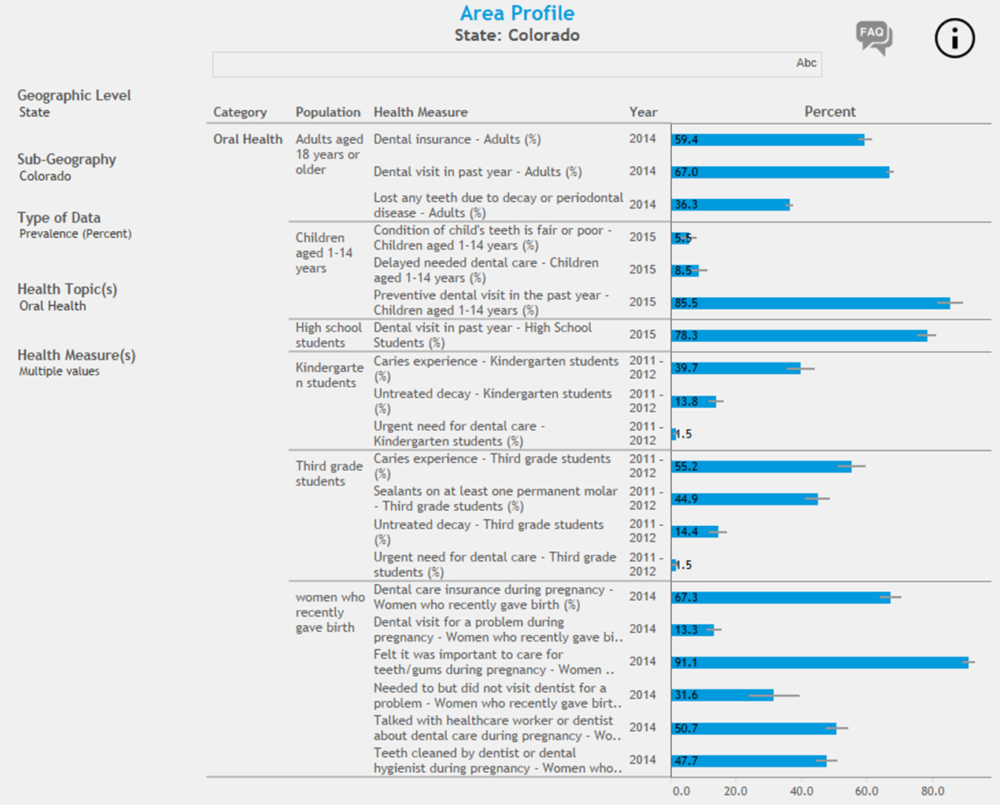 Area Profile
State: Colorado
FAQ
i
Abc
Geographic Level
State
Sub-Geography
Colorado
Type of Data
Prevalence (Percent)
Health Topic(s)
Oral Health
Health Measure(s)
Multiple values
Category Population Health Measure Year Percent
Oral Health
Adults aged
18 years or
older
Dental insurance - Adults (%) 2014 59.4
Dental visit in past year - Adults (%) 2014 67.0
Lost any teeth due to decay or periodontal
disease - Adults (%)
2014 36.3
Children
aged 1-14
years
Condition of child's teeth is fair or poor -
Children aged 1-14 years (%)
2015 5.5
Delayed needed dental care - Children
aged 1-14 years (%)
2015 8.5
Preventive dental visit in the past year -
Children aged 1-14 years (%)
2015 85.5
High school
students
Dental visit in past year - High School
Students (%)
2015 78.3
Kindergarte
n students
Caries experience - Kindergarten students
(%)
2011 -
2012
39.7
Untreated decay - Kindergarten students
(%)
2011 -
2012
13.8
Urgent need for dental care -
Kindergarten students (%)
2011 -
2012
1.5
Third grade
students
Caries experience - Third grade students
(%)
2011 -
2012
55.2
Sealants on at least one permanent molar
- Third grade students (%)
2011 -
2012
44.9
Untreated decay - Third grade students
(%)
2011 -
2012
14.4
Urgent need for dental care - Third grade
students (%)
2011 -
2012
1.5
women who
recently
gave birth
Dental care insurance during pregnancy -
Women who recently gave birth (%)
2014 67.3
Dental visit for a problem during
pregnancy - Women who recently gave bi..
2014 13.3
Felt it was important to care for
teeth/gums during pregnancy - Women ..
2014 91.1
Needed to but did not visit dentist for a
problem - Women who recently gave birt..
2014 31.6
Talked with healthcare worker or dentist
about dental care during pregnancy - Wo..
2014 50.7
Teeth cleaned by dentist or dental
hygienist during pregnancy - Women who..
2014 47.7
0.0 20.0 40.0 60.0 80.0